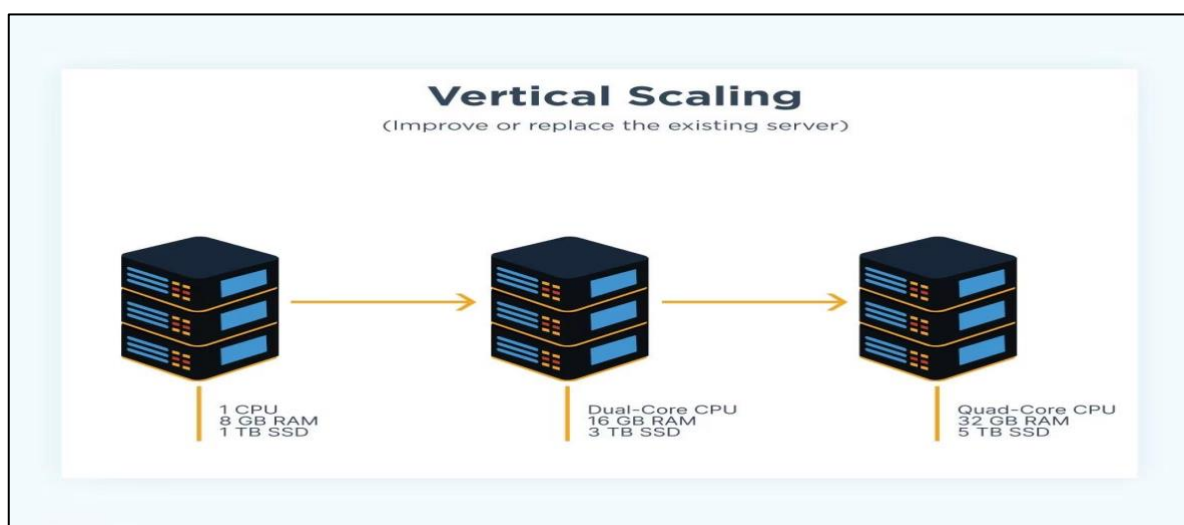 Vertical Scaling
(Improve or replace the existing server)
1 CPU
8 GB RAM
1 TB SSD
Dual-Core CPU
16 GB RAM
3 TB SSD
Quad-Core CPU
32 GB RAM
5 TB SSD